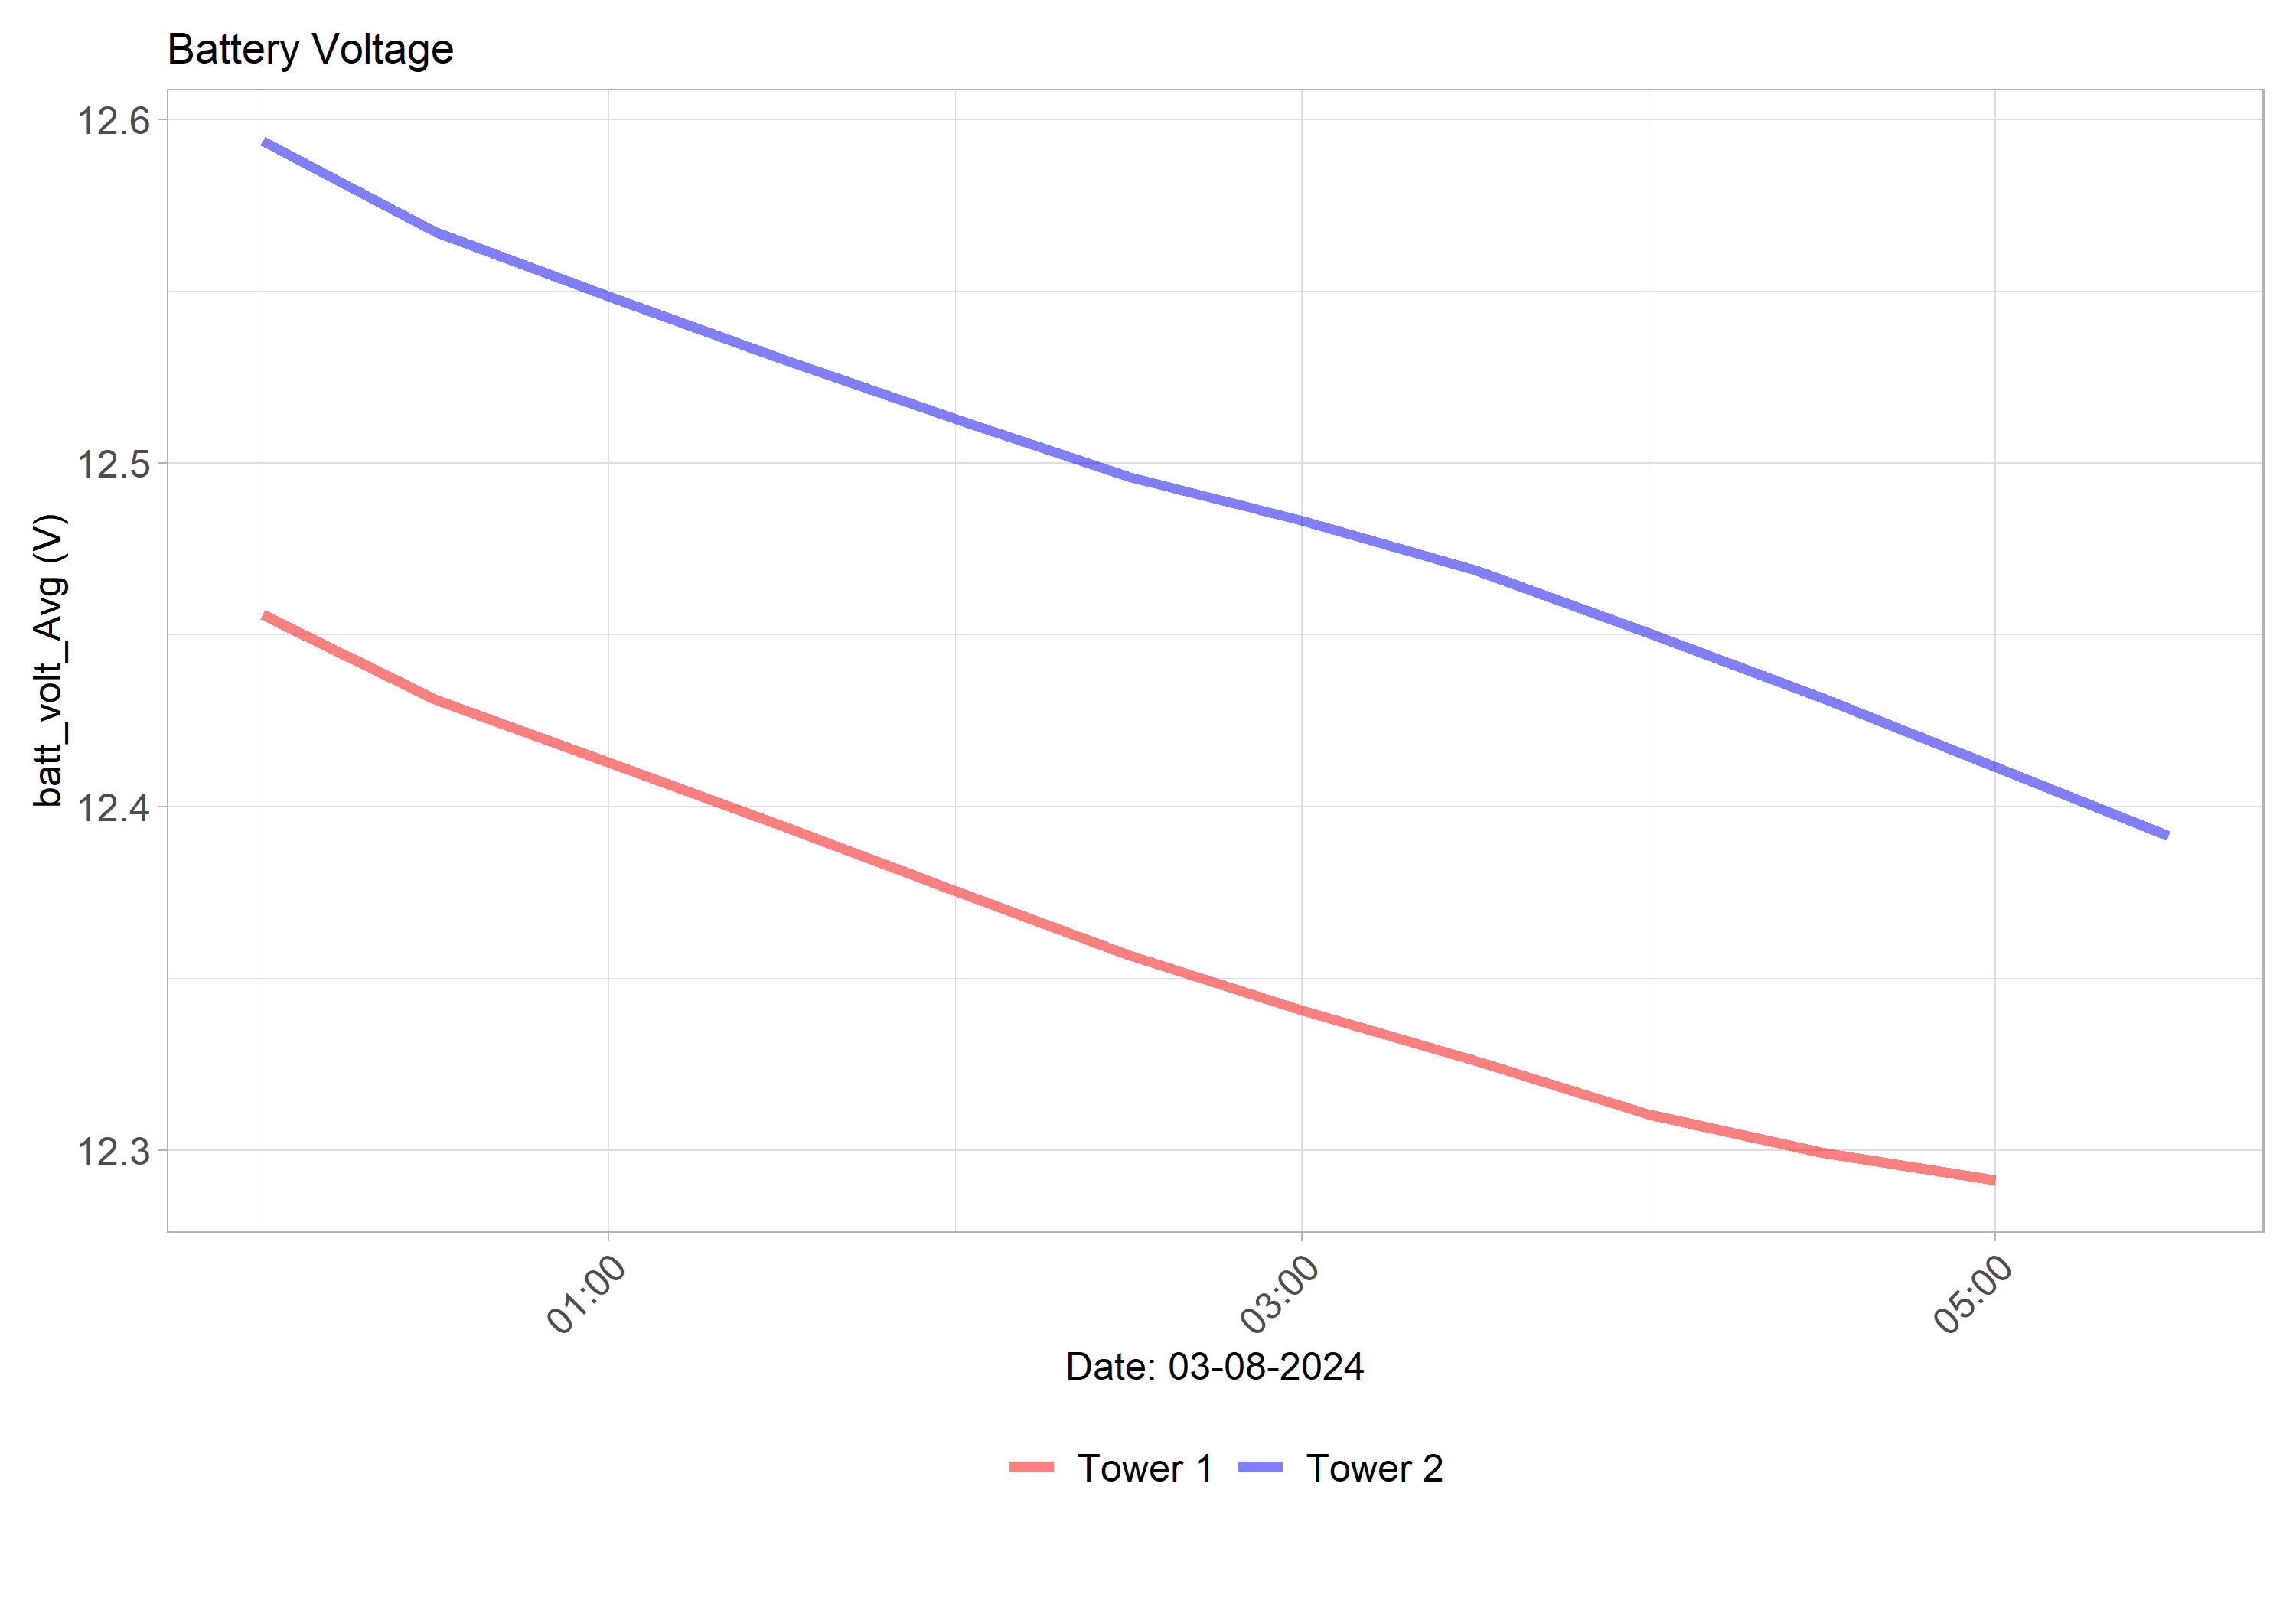 Battery Voltage
12.6
12.5
12.4
12.3
batt_volt_Avg (V)
01:00
03:00
05:00
Date: 03-08-2024
Tower 1
Tower 2